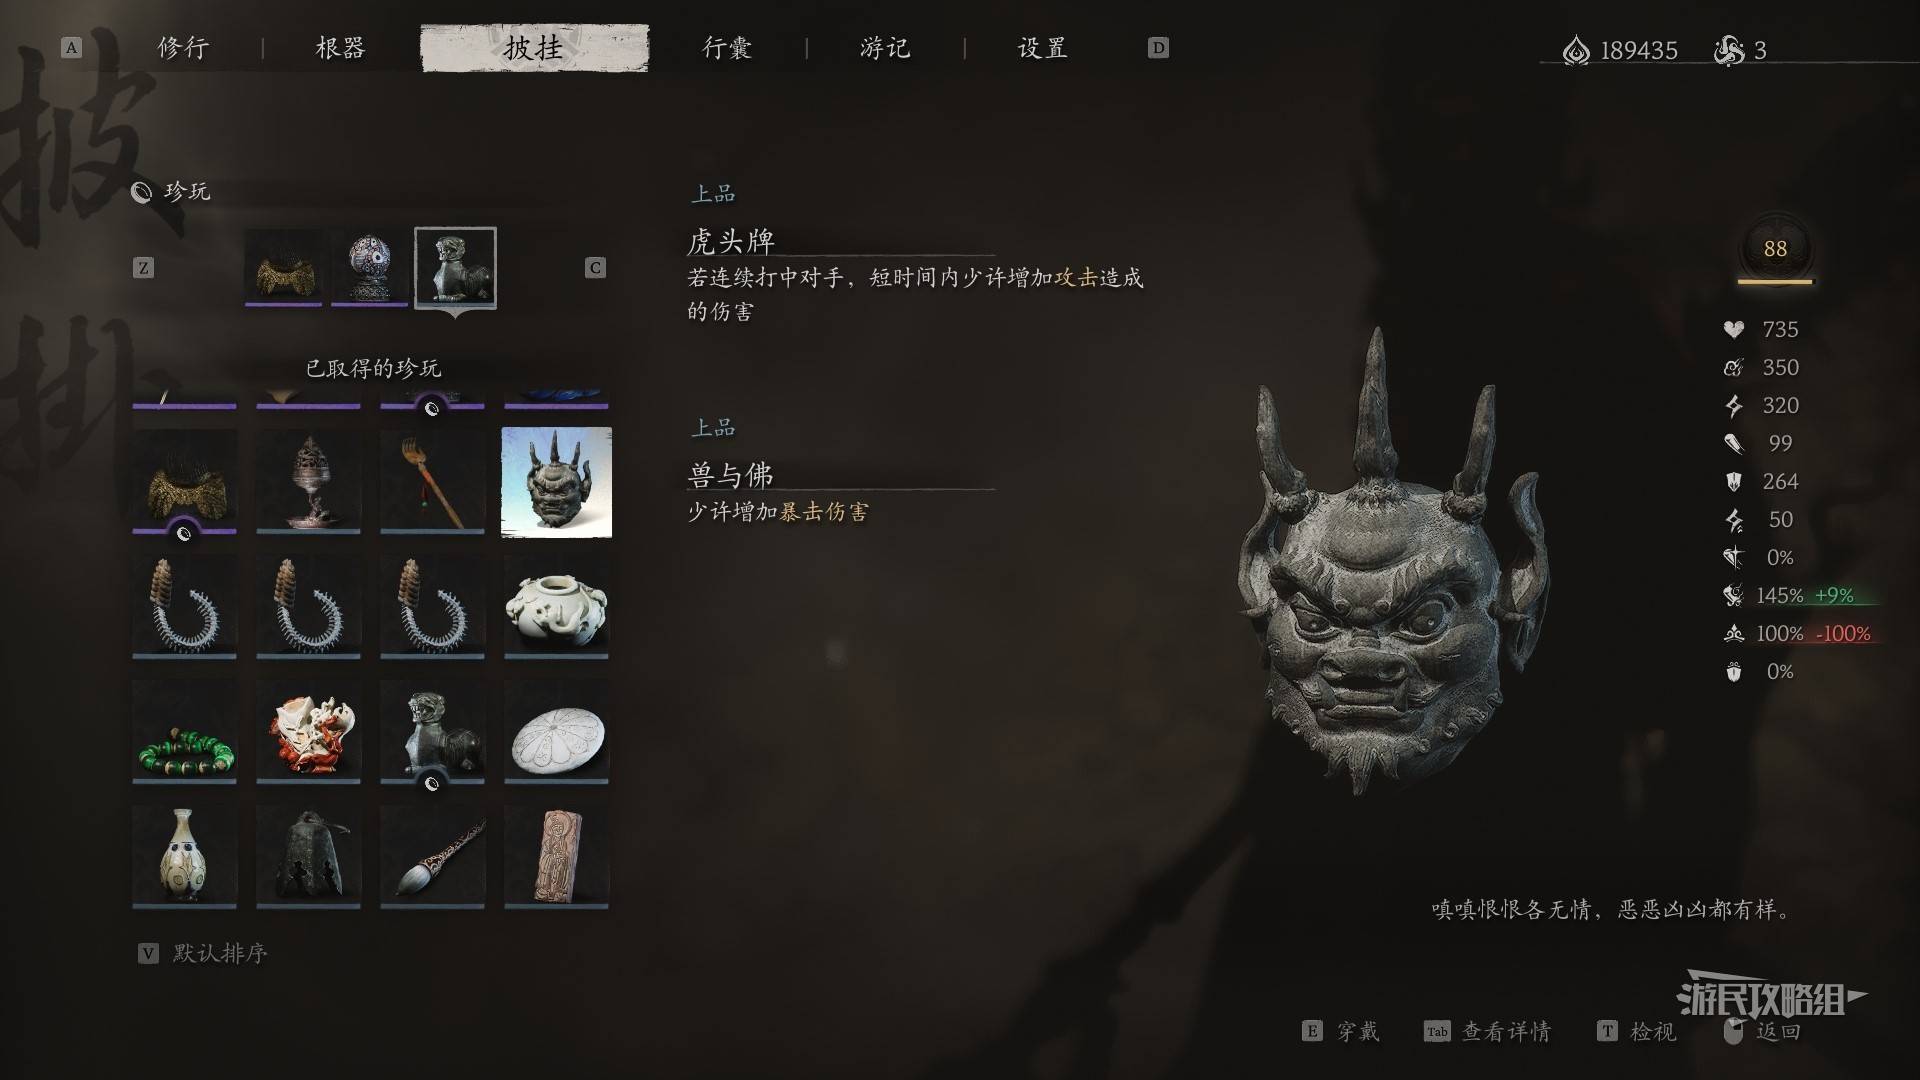 A 修行 根器 披挂 行囊 游记 设置 D
189435 3
披掛
珍玩
Z C
已取得的珍玩
V 默认排序
上品
虎头牌
若连续打中对手，短时间内少许增加攻击造成
的伤害
上品
兽与佛
少许增加暴击伤害
88
735
350
320
99
264
50
0%
145% +9%
100% -100%
0%
嗔嗔恨恨各无情，恶恶凶凶都有样。
游民攻略组
E 穿戴 Tab 查看详情 T 检视 返回